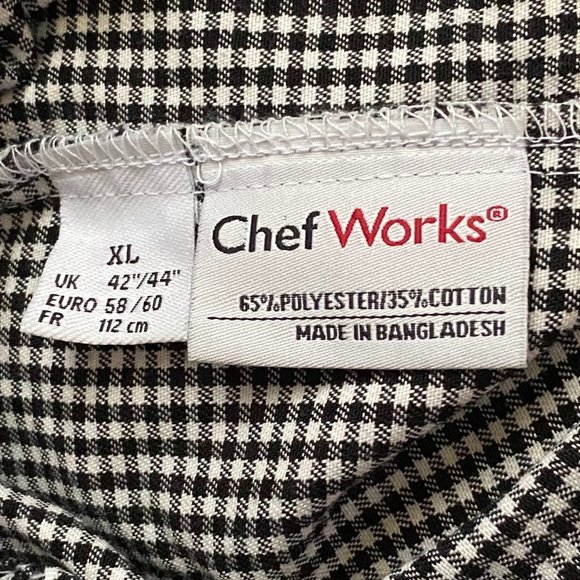 XL
UK 42"/44"
EURO 58/60
FR 112 cm
Chef Works®
65%POLYESTER/35%COTTON
MADE IN BANGLADESH